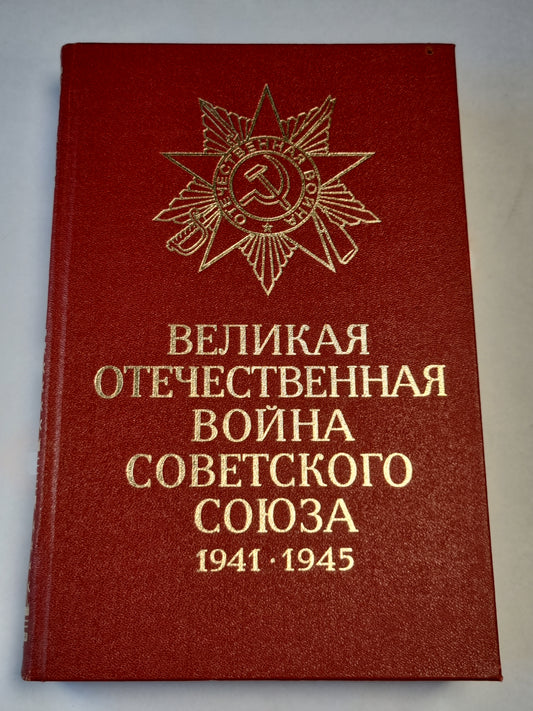 ОТЕЧЕСТВЕННАЯ ВОЙНА
ВЕЛИКАЯ
ОТЕЧЕСТВЕННАЯ
ВОЙНА
СОВЕТСКОГО
СОЮЗА
1941 · 1945